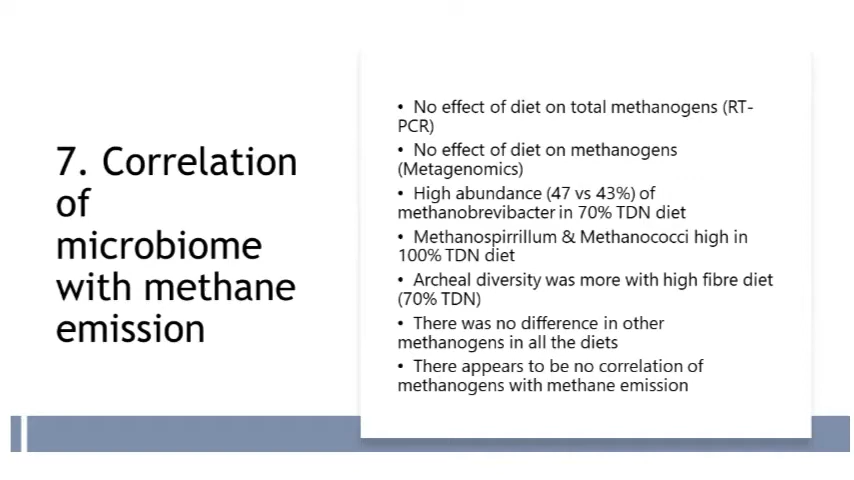 7. Correlation
of
microbiome
with methane
emission
• No effect of diet on total methanogens (RT-
PCR)
• No effect of diet on methanogens
(Metagenomics)
• High abundance (47 vs 43%) of
methanobrevibacter in 70% TDN diet
• Methanospirrillum & Methanococci high in
100% TDN diet
• Archeal diversity was more with high fibre diet
(70% TDN)
• There was no difference in other
methanogens in all the diets
• There appears to be no correlation of
methanogens with methane emission